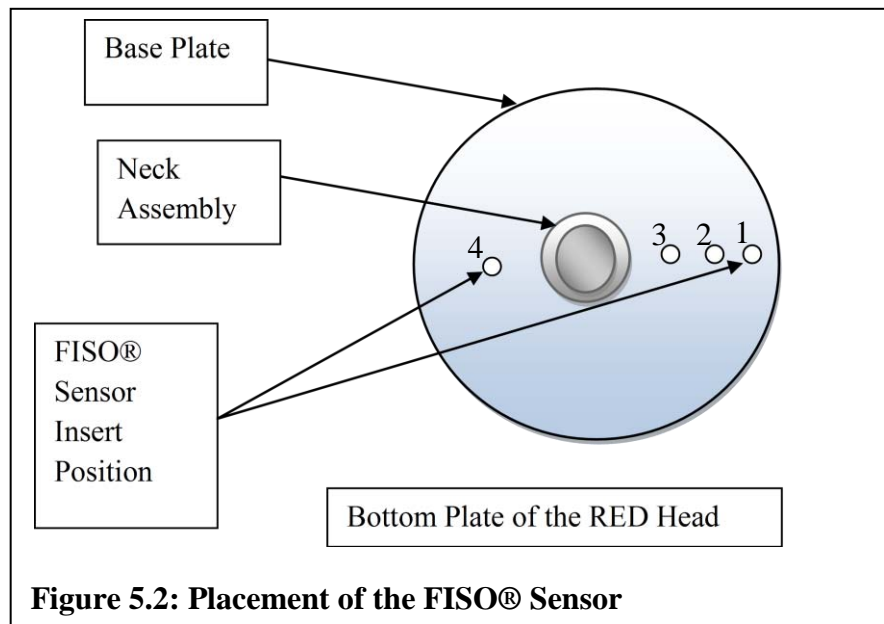 Base Plate
Neck
Assembly
4
3
2
1
FISO®
Sensor
Insert
Position
Bottom Plate of the RED Head
Figure 5.2: Placement of the FISO® Sensor